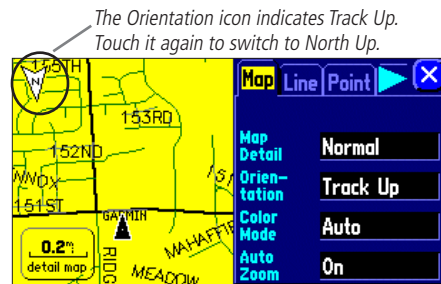 The Orientation icon indicates Track Up.
Touch it again to switch to North Up.
155TH
N
153RD
152ND
151ST
GARMIN
MAHAFFIE
RIDG
MEADOW
0.2
detail map
Map Line Point
Map Detail Normal
Orien-tation Track Up
Color Mode Auto
Auto Zoom On